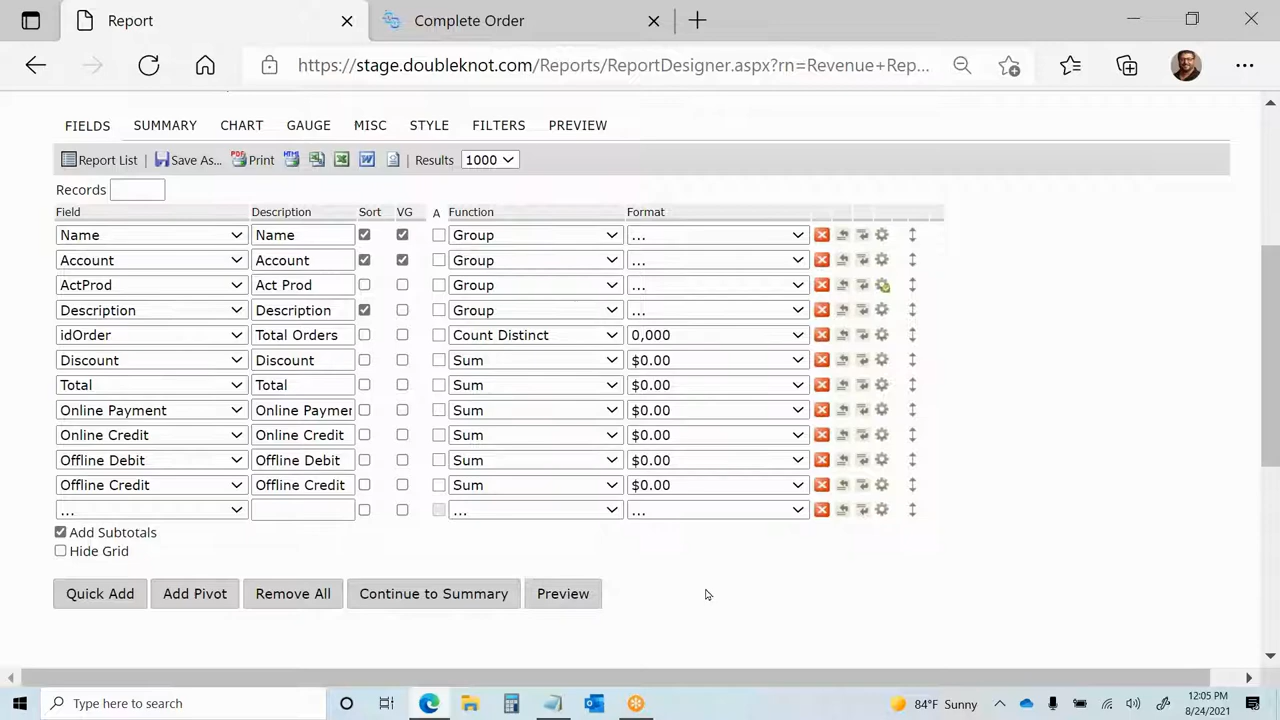 Report
Complete Order
https://stage.doubleknot.com/Reports/ReportDesigner.aspx?rn=Revenue+Rep...
FIELDS SUMMARY CHART GAUGE MISC STYLE FILTERS PREVIEW
Report List Save As... PDF Print HTML Results 1000
Records
Field Description Sort VG A Function Format
Name Name Group ...
Account Account Group ...
ActProd Act Prod Group ...
Description Description Group ...
idOrder Total Orders Count Distinct 0,000
Discount Discount Sum $0.00
Total Total Sum $0.00
Online Payment Online Paymer Sum $0.00
Online Credit Online Credit Sum $0.00
Offline Debit Offline Debit Sum $0.00
Offline Credit Offline Credit Sum $0.00
... ... ...
Add Subtotals
Hide Grid
Quick Add Add Pivot Remove All Continue to Summary Preview
Type here to search
84°F Sunny
12:05 PM
8/24/2021